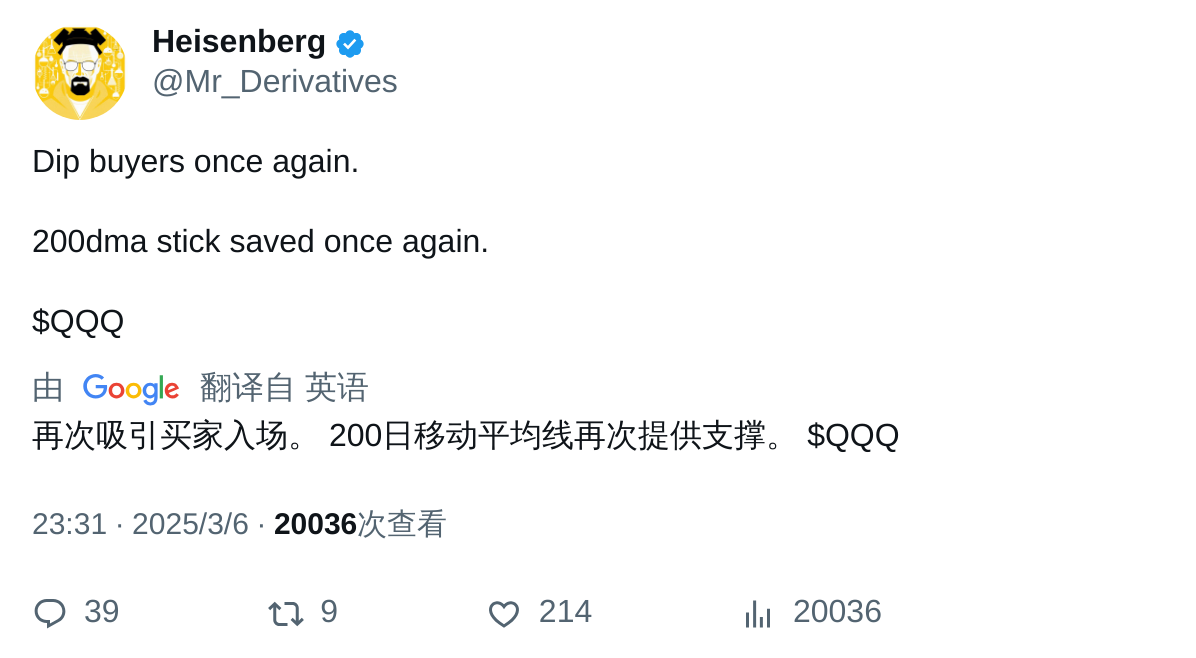 Heisenberg
@Mr_Derivatives
Dip buyers once again.
200dma stick saved once again.
$QQQ
由 Google 翻译自 英语
再次吸引买家入场。 200日移动平均线再次提供支撑。 $QQQ
23:31 · 2025/3/6 · 20036次查看
39 9 214 20036